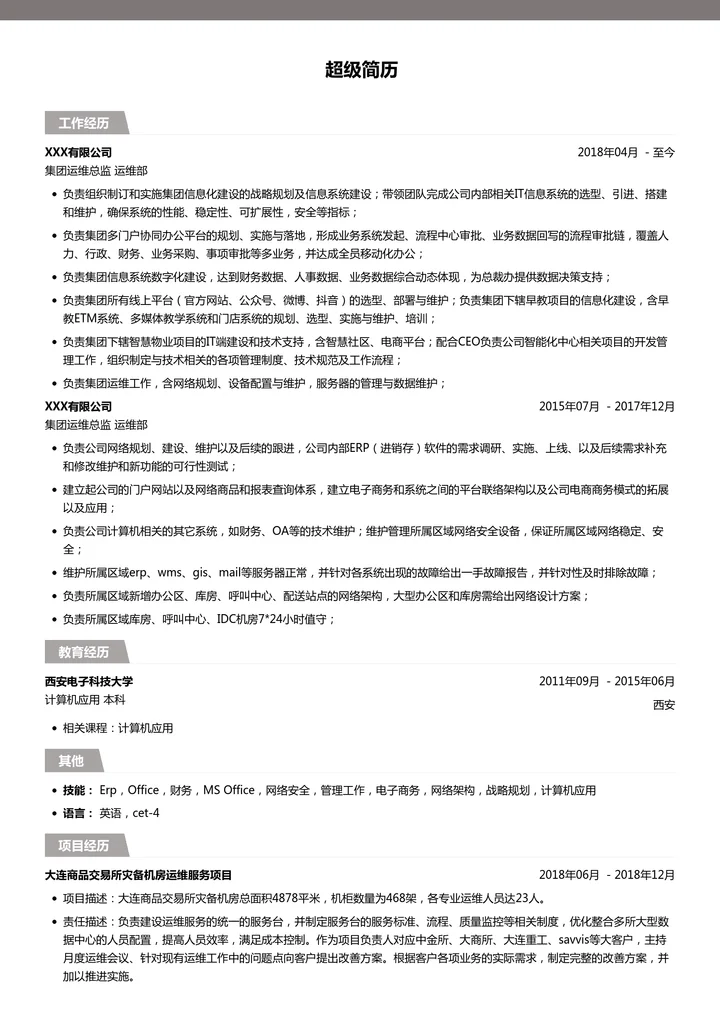 超级简历
工作经历
XXX有限公司 2018年04月 - 至今
集团运维总监 运维部
• 负责组织制订和实施集团信息化建设的战略规划及信息系统建设；带领团队完成公司内部相关IT信息系统的选型、引进、搭建
和维护，确保系统的性能、稳定性、可扩展性，安全等指标；
• 负责集团多门户协同办公平台的规划、实施与落地，形成业务系统发起、流程中心审批、业务数据回写的流程审批链，覆盖人
力、行政、财务、业务采购、事项审批等多业务，并达成全员移动化办公；
• 负责集团信息系统数字化建设，达到财务数据、人事数据、业务数据综合动态体现，为总裁办提供数据决策支持；
• 负责集团所有线上平台（官方网站、公众号、微博、抖音）的选型、部署与维护；负责集团下辖早教项目的信息化建设，含早
教ETM系统、多媒体教学系统和门店系统的规划、选型、实施与维护、培训；
• 负责集团下辖智慧物业项目的IT端建设和技术支持，含智慧社区、电商平台；配合CEO负责公司智能化中心相关项目的开发管
理工作，组织制定与技术相关的各项管理制度、技术规范及工作流程；
• 负责集团运维工作，含网络规划、设备配置与维护，服务器的管理与数据维护；
XXX有限公司 2015年07月 - 2017年12月
集团运维总监 运维部
• 负责公司网络规划、建设、维护以及后续的跟进，公司内部ERP（进销存）软件的需求调研、实施、上线、以及后续需求补充
和修改维护和新功能的可行性测试；
• 建立起公司的门户网站以及网络商品和报表查询体系，建立电子商务和系统之间的平台联络架构以及公司电商商务模式的拓展
以及应用；
• 负责公司计算机相关的其它系统，如财务、OA等的技术维护；维护管理所属区域网络安全设备，保证所属区域网络稳定、安
全；
• 维护所属区域erp、wms、gis、mail等服务器正常，并针对各系统出现的故障给出一手故障报告，并针对性及时排除故障；
• 负责所属区域新增办公区、库房、呼叫中心、配送站点的网络架构，大型办公区和库房需给出网络设计方案；
• 负责所属区域库房、呼叫中心、IDC机房7*24小时值守；
教育经历
西安电子科技大学 2011年09月 - 2015年06月
计算机应用 本科 西安
• 相关课程：计算机应用
其他
• 技能： Erp，Office，财务，MS Office，网络安全，管理工作，电子商务，网络架构，战略规划，计算机应用
• 语言： 英语，cet-4
项目经历
大连商品交易所灾备机房运维服务项目 2018年06月 - 2018年12月
• 项目描述：大连商品交易所灾备机房总面积4878平米，机柜数量为468架，各专业运维人员达23人。
• 责任描述：负责建设运维服务的统一的服务台，并制定服务台的服务标准、流程、质量监控等相关制度，优化整合多所大型数
据中心的人员配置，提高人员效率，满足成本控制。作为项目负责人对应中金所、大商所、大连重工、savvis等大客户，主持
月度运维会议、针对现有运维工作中的问题点向客户提出改善方案。根据客户各项业务的实际需求，制定完整的改善方案，并
加以推进实施。